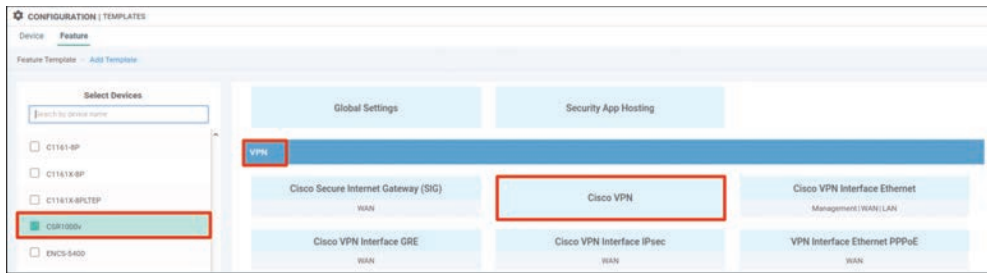 CONFIGURATION | TEMPLATES
Device Feature
Feature Template > Add Template
Select Devices
Search by device name
C1161-8P
C1161X-8P
C1161X-8PLTEP
CSR1000v
ENCS-5400
Global Settings
Security App Hosting
VPN
Cisco Secure Internet Gateway (SIG)
WAN
Cisco VPN
Cisco VPN Interface Ethernet
Management | WAN | LAN
Cisco VPN Interface GRE
WAN
Cisco VPN Interface IPsec
WAN
VPN Interface Ethernet PPPoE
WAN